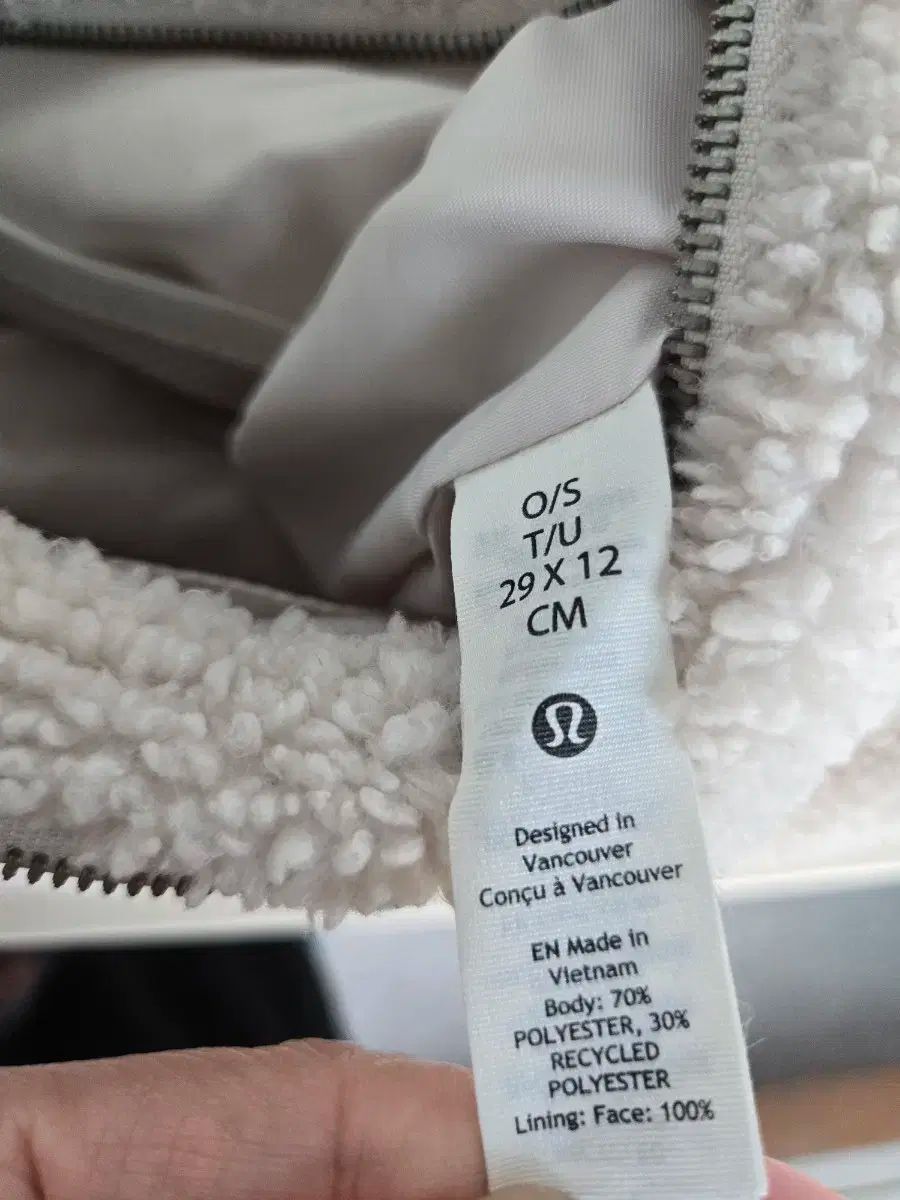 O/S
T/U
29 X 12
CM
Designed in
Vancouver
Conçu à Vancouver
EN Made in
Vietnam
Body: 70%
POLYESTER, 30%
RECYCLED
POLYESTER
Lining: Face: 100%